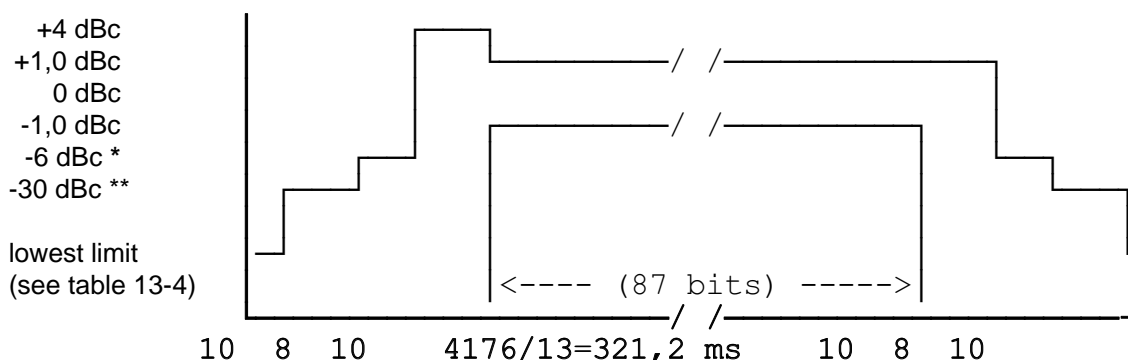 +4 dBc
+1,0 dBc
0 dBc
-1,0 dBc
-6 dBc *
-30 dBc **
lowest limit
(see table 13-4)
<---- (87 bits) ----->
10 8 10 4176/13=321,2 ms 10 8 10